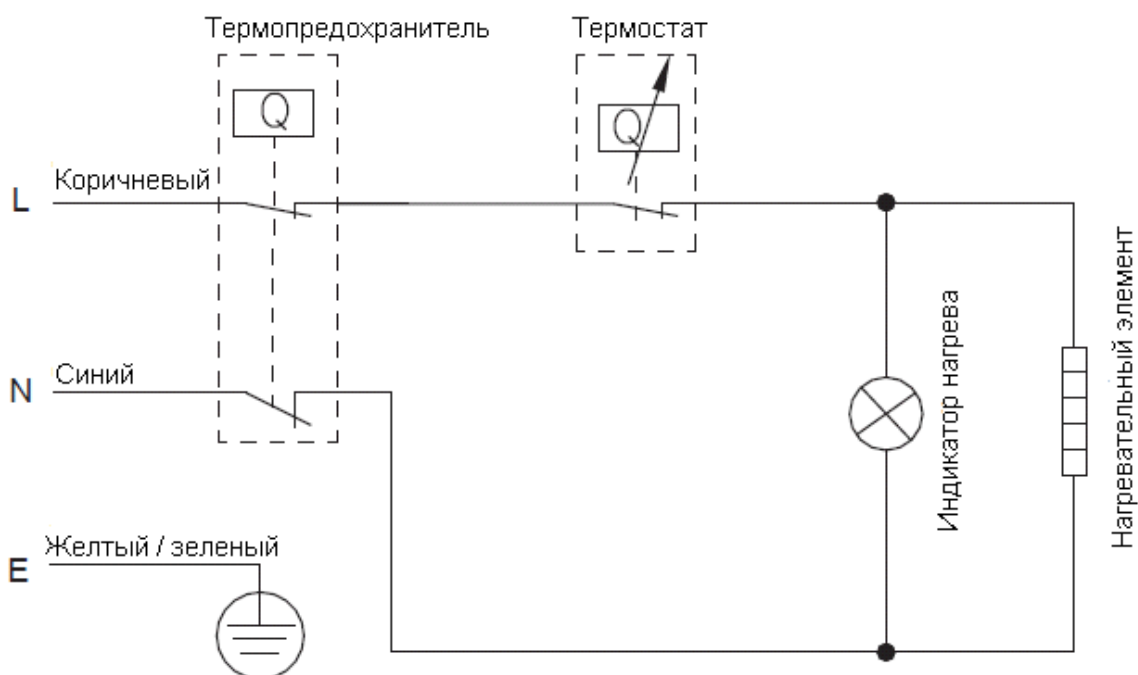 Термопредохранитель
Термостат
Q
Q
L
Коричневый
N
Синий
E
Желтый / зеленый
Индикатор нагрева
Нагревательный элемент